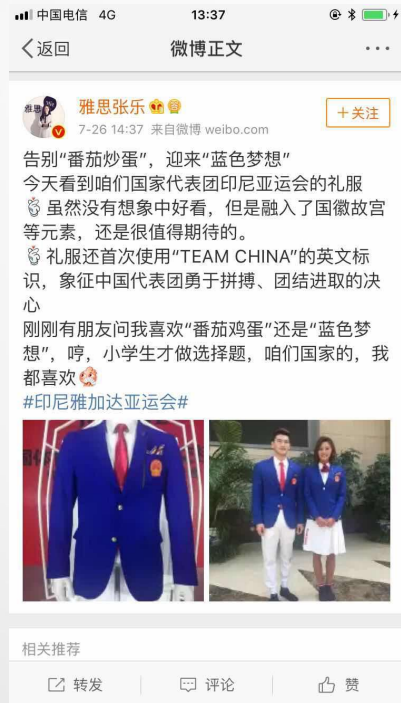 中国电信 4G 13:37
返回 微博正文
雅思张乐
＋关注
7-26 14:37 来自微博 weibo.com
告别“番茄炒蛋”，迎来“蓝色梦想”
今天看到咱们国家代表团印尼亚运会的礼服
虽然没有想象中好看，但是融入了国徽故宫
等元素，还是很值得期待的。
礼服还首次使用“TEAM CHINA”的英文标
识，象征中国代表团勇于拼搏、团结进取的决
心
刚刚有朋友问我喜欢“番茄鸡蛋”还是“蓝色梦
想”，哼，小学生才做选择题，咱们国家的，我
都喜欢
#印尼雅加达亚运会#
相关推荐
转发 评论 赞